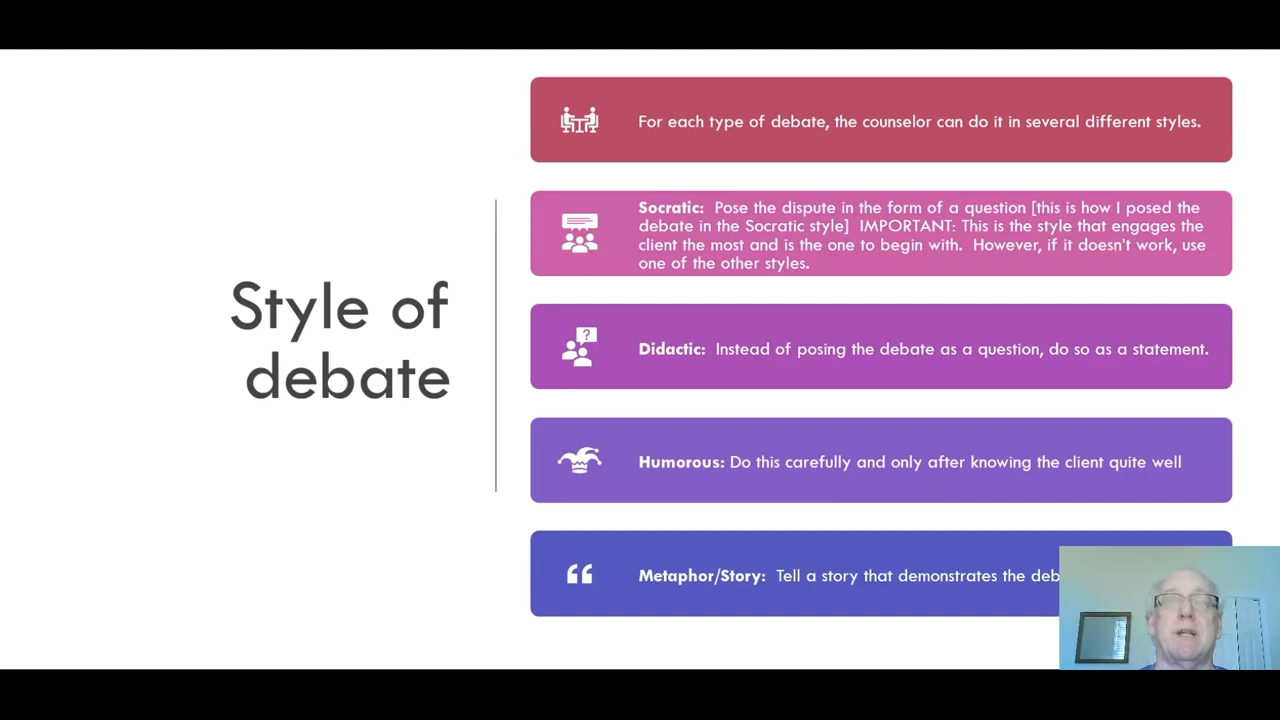 Style of
debate
For each type of debate, the counselor can do it in several different styles.
Socratic: Pose the dispute in the form of a question [this is how I posed the
debate in the Socratic style] IMPORTANT: This is the style that engages the
client the most and is the one to begin with. However, if it doesn't work, use
one of the other styles.
Didactic: Instead of posing the debate as a question, do so as a statement.
Humorous: Do this carefully and only after knowing the client quite well
Metaphor/Story: Tell a story that demonstrates the